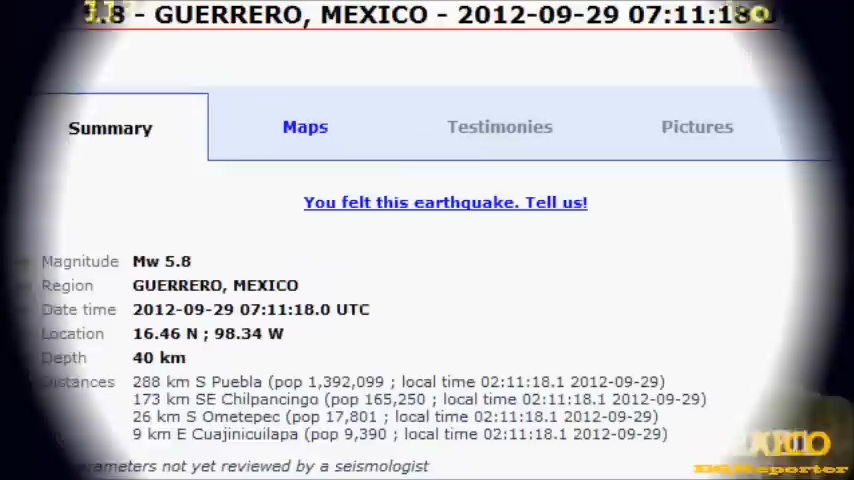 .8 - GUERRERO, MEXICO - 2012-09-29 07:11:18
Summary
Maps
Testimonies
Pictures
You felt this earthquake. Tell us!
Magnitude Mw 5.8
Region GUERRERO, MEXICO
Date time 2012-09-29 07:11:18.0 UTC
Location 16.46 N ; 98.34 W
Depth 40 km
Distances 288 km S Puebla (pop 1,392,099 ; local time 02:11:18.1 2012-09-29)
173 km SE Chilpancingo (pop 165,250 ; local time 02:11:18.1 2012-09-29)
26 km S Ometepec (pop 17,801 ; local time 02:11:18.1 2012-09-29)
9 km E Cuajinicuilapa (pop 9,390 ; local time 02:11:18.1 2012-09-29)
parameters not yet reviewed by a seismologist